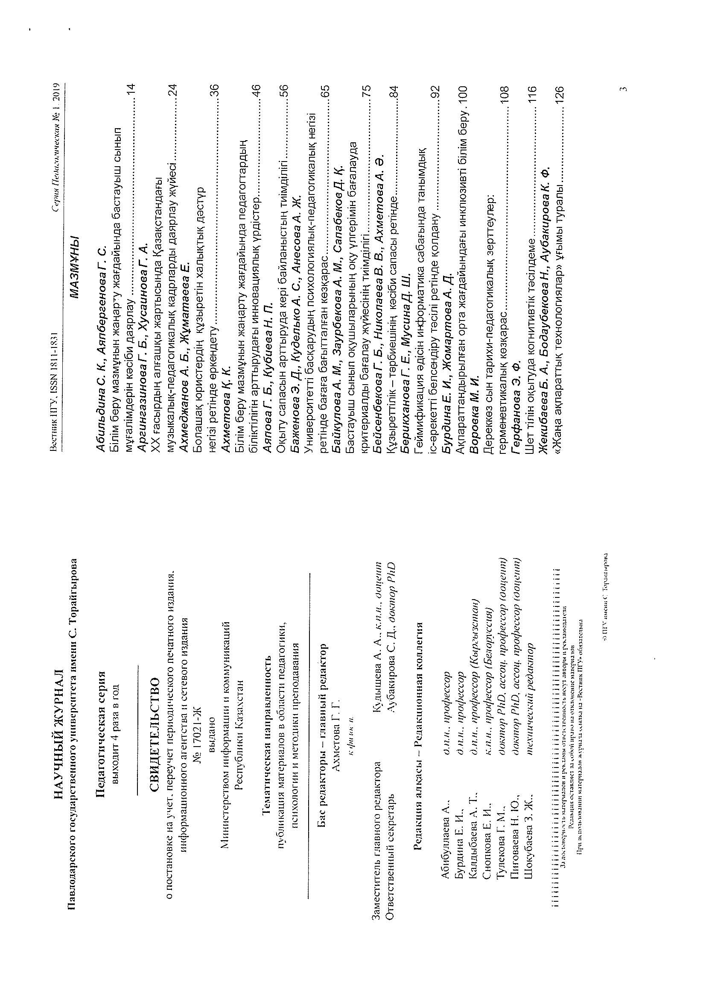 НАУЧНЫЙ ЖУРНАЛ
Павлодарского государственного университета имени С. Торайгырова
Педагогическая серия
выходит 4 раза в год
СВИДЕТЕЛЬСТВО
о постановке на учет, переучет периодического печатного издания,
информационного агентства и сетевого издания
№ 17021-Ж
выдано
Министерством информации и коммуникаций
Республики Казахстан
Тематическая направленность
публикация материалов в области педагогики,
психологии и методики преподавания
Бас редакторы – главный редактор
Ахметова Г. Г.
Заместитель главного редактора Кудышева А. А., к.п.н., доцент
Ответственный секретарь Аубакирова С. Д., доктор PhD
Редакция алқасы – Редакционная коллегия
Абибуллаева А., д.п.н., профессор
Бурдина Е. И., д.п.н., профессор
Калдыбаева А. Т., д.п.н., профессор (Кыргызстан)
Снопкова Е. И., к.п.н., профессор (Белоруссия)
Тулекова Г. М., доктор PhD, ассоц. профессор (доцент)
Пиговаева Н. Ю., доктор PhD, ассоц. профессор (доцент)
Шокубаева З. Ж., технический редактор
За достоверность материалов и рекламы ответственность несут авторы и рекламодатели
Редакция оставляет за собой право на отклонение материалов
При использовании материалов журнала ссылка на «Вестник ПГУ» обязательна
© ПГУ имени С. Торайгырова
Вестник ПГУ, ISSN 1811-1831 Серия Педагогическая № 1. 2019
МАЗМҰНЫ
Абильдина С. К., Аяпбергенова Г. С.
Білім беру мазмұнын жаңарту жағдайында бастауыш сынып
мұғалімдерін кәсіби даярлау ..........14
Аргингазинова Г. Б., Хусаинова Г. А.
ХХ ғасырдың алғашқы жартысында Қазақстандағы
музыкалық-педагогикалық кадрларды даярлау жүйесі..........24
Ахмеджанов А. Б., Жұматаева Е.
Болашақ юристердің құзыретін халықтық дәстүр
негізі ретінде өркендету..........36
Ахметова Қ. К.
Білім беру мазмұнын жаңарту жағдайында педагогтардың
біліктілігін арттырудағы инновациялық үрдістер..........46
Аяпова Г. Б., Кубиева Н. П.
Оқыту сапасын арттыруда кері байланыстың тиімділігі..........56
Баженова Э. Д., Куделько А. С., Анесова А. Ж.
Университетті басқарудың психологиялық-педагогикалық негізі
ретінде бағаға бағытталған көзқарас..........65
Байкулова А. М., Заурбекова А. М., Сапабеков Д. Қ.
Бастауыш сынып оқушыларының оқу үлгерімін бағалауда
критериалды бағалау жүйесінің тиімділігі..........75
Бейсенбекова Г. Б., Николаева В. В., Ахметова А. Ә.
Құзыреттілік – тәрбиешінің кәсіби сапасы ретінде..........84
Берикханова Г. Е., Мусина Д. Ш.
Геймификация әдісін информатика сабағында танымдық
іс-әрекетті белсендіру тәсілі ретінде қолдану ..........92
Бурдина Е. И., Жомартова А. Д.
Ақпараттандырылған орта жағдайындағы инклюзивті білім беру . 100
Воровка М. И.
Дереккөз сын тарихи-педагогикалық зерттеулер:
герменевтикалық көзқарас..........108
Герфанова Э. Ф.
Шет тілін оқытуда когнитивтік тәсілдеме..........116
Жекибаева Б. А., Бодаубекова Н., Аубакирова К. Ф.
«Жаңа ақпараттық технологиялар» ұғымы туралы..........126
3